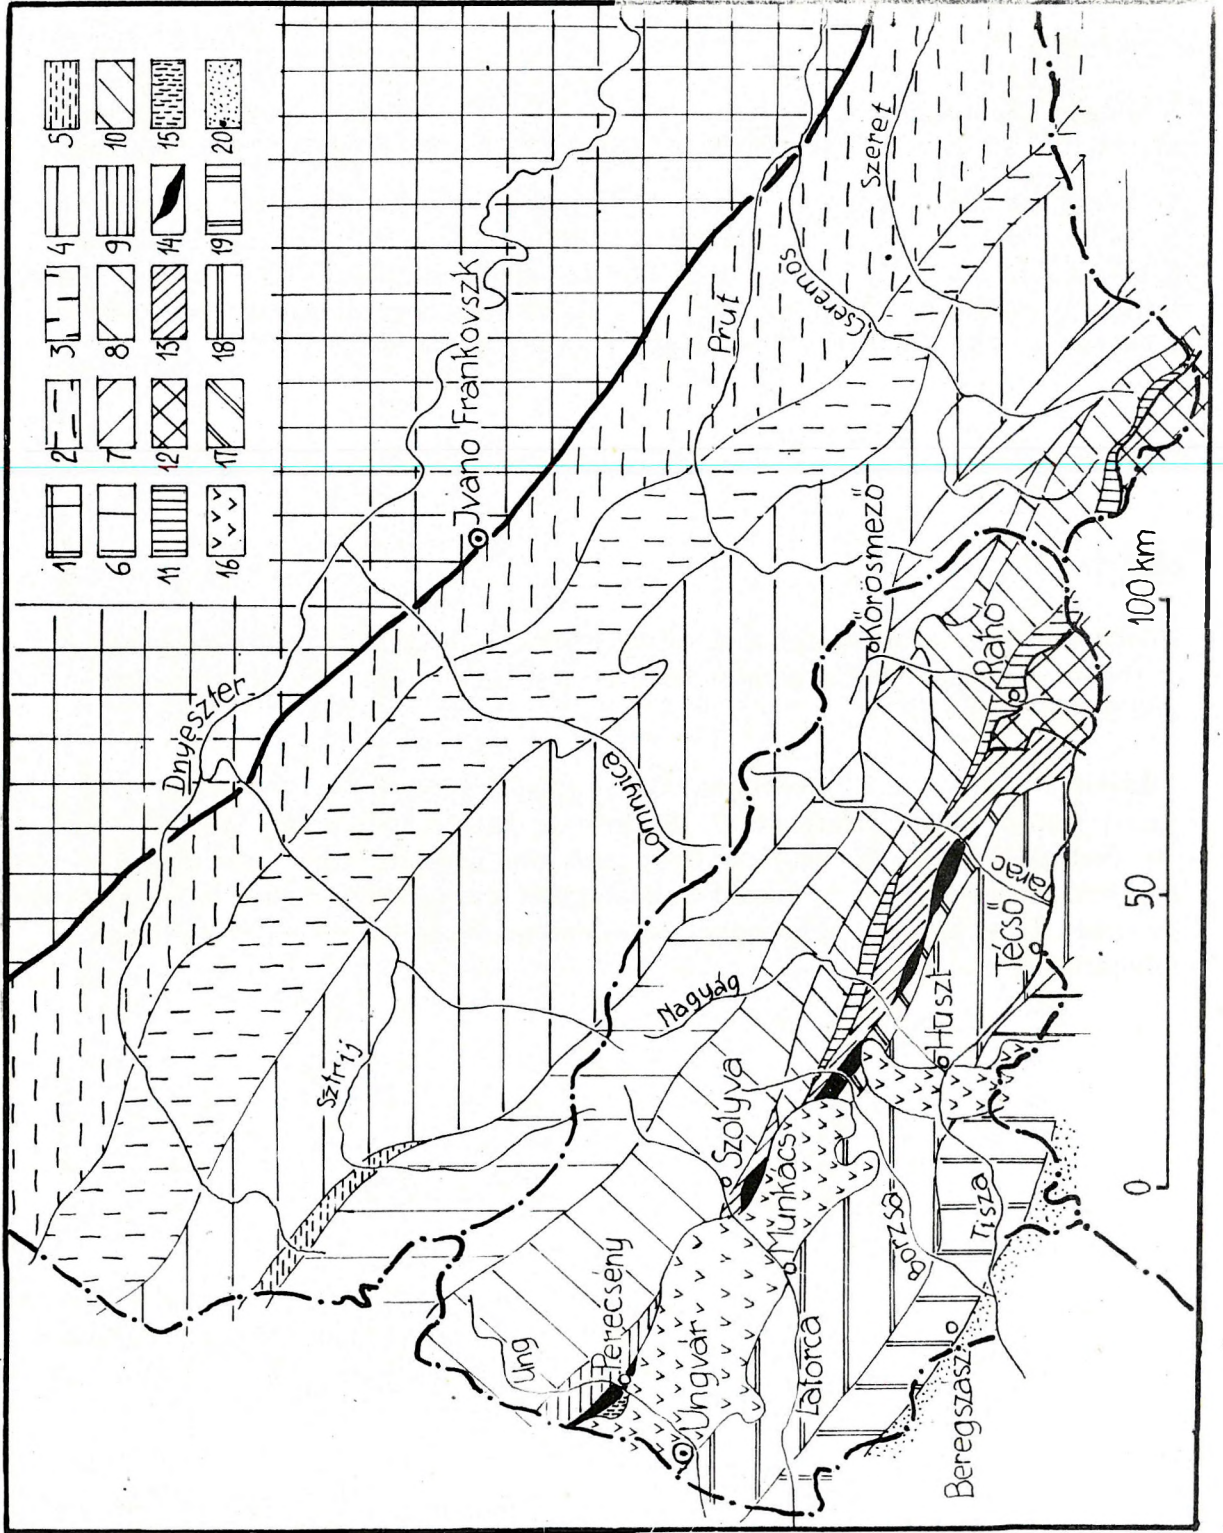 1
2
3
4
5
6
7
8
9
10
11
12
13
14
15
16
17
18
19
20
Dnyeszter
Ivano Frankovszk
Prut
Cseremos
Szeret
Lomnyica
Sztrij
Kőrösmező
Rahó
Nagyág
Tarac
Técső
Huszt
Szolyva
Munkács
Borzsa
Tisza
Ung
Perecsény
Ungvár
Latorca
Beregszász
0
50
100 km